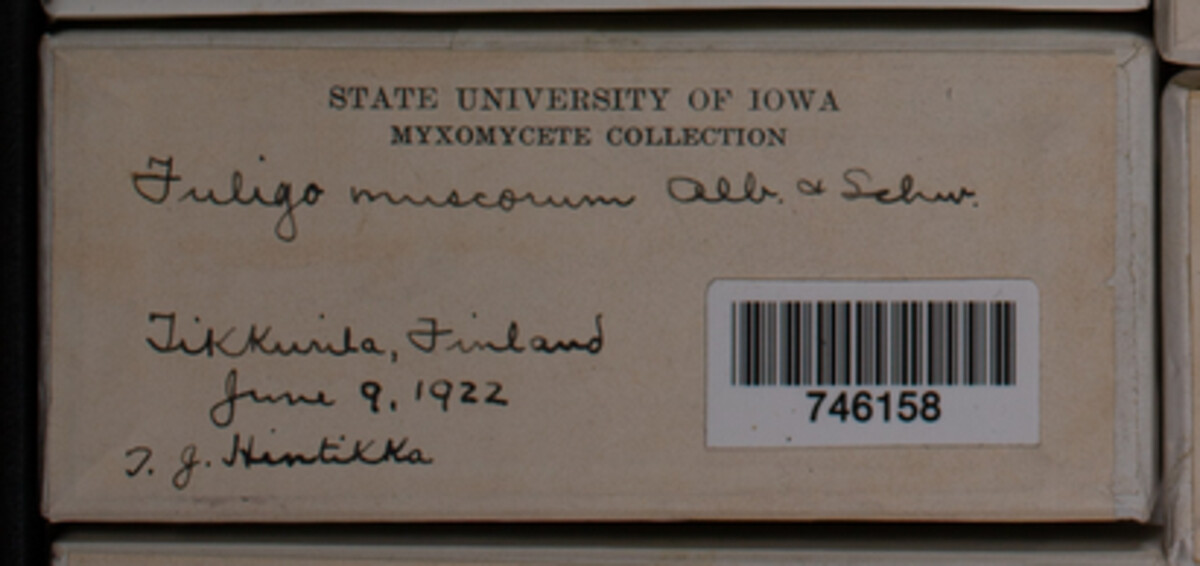 STATE UNIVERSITY OF IOWA
MYXOMYCETE COLLECTION
Fuligo muscorum Alb. & Schw.
Tikkurila, Finland
June 9, 1922
T. J. Hintikka
746158